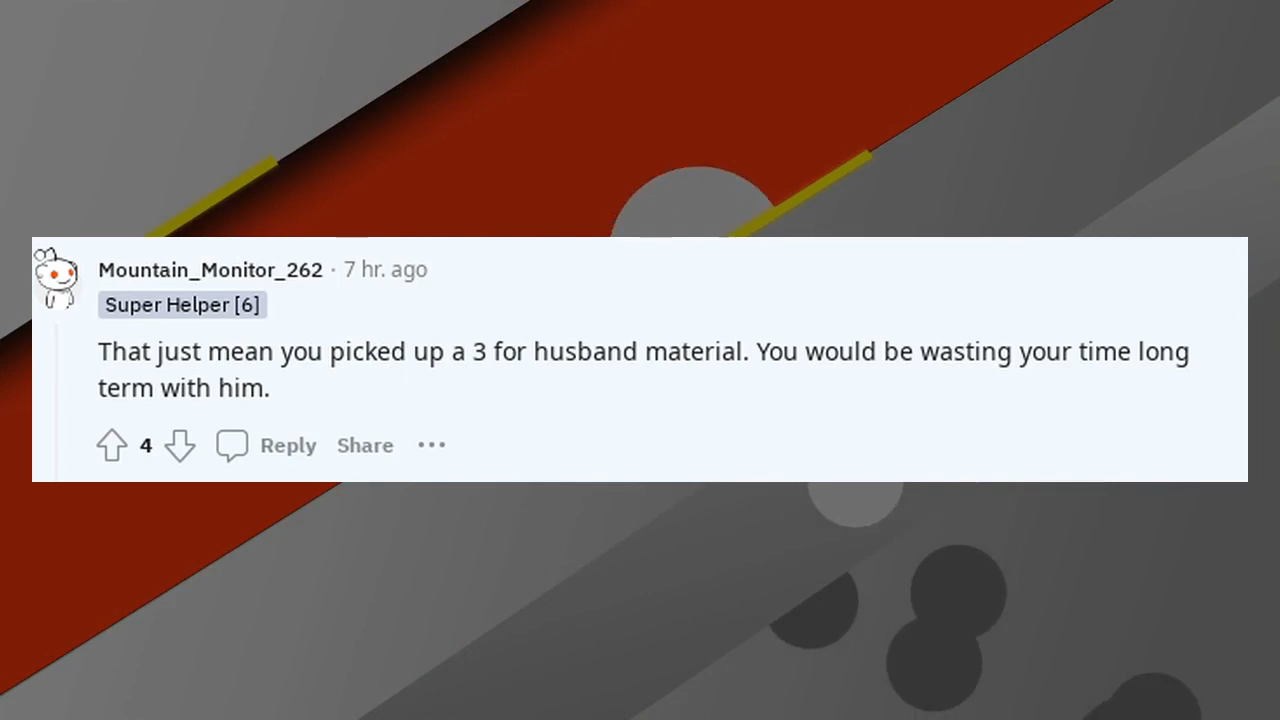 Mountain_Monitor_262 · 7 hr. ago
Super Helper [6]
That just mean you picked up a 3 for husband material. You would be wasting your time long
term with him.
4 Reply Share ···